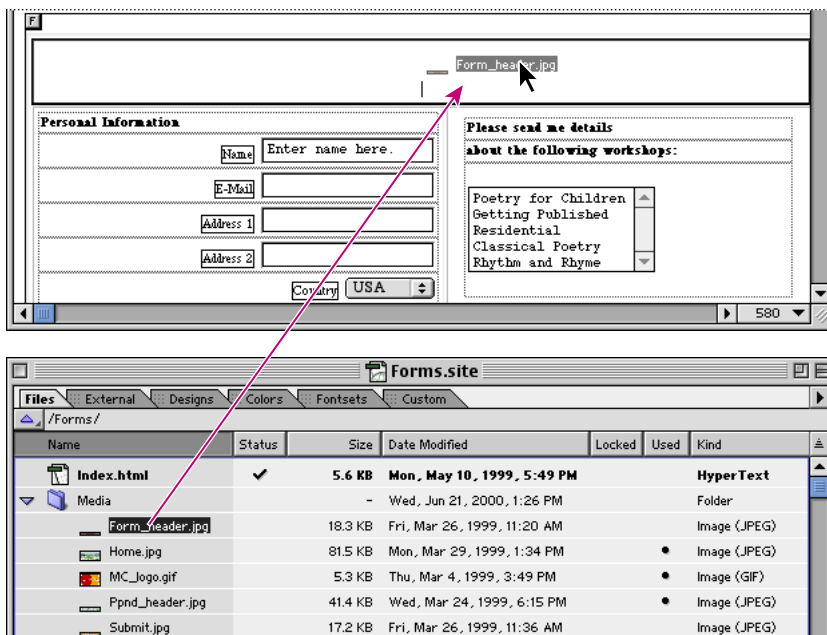 F
Form_header.jpg
Personal Information
Name Enter name here.
E-Mail
Address 1
Address 2
Country USA
Please send me details
about the following workshops:
Poetry for Children
Getting Published
Residential
Classical Poetry
Rhythm and Rhyme
580
Forms.site
Files External Designs Colors Fontsets Custom
/Forms/
Name Status Size Date Modified Locked Used Kind
Index.html 5.6 KB Mon, May 10, 1999, 5:49 PM HyperText
Media – Wed, Jun 21, 2000, 1:26 PM Folder
Form_header.jpg 18.3 KB Fri, Mar 26, 1999, 11:20 AM Image (JPEG)
Home.jpg 81.5 KB Mon, Mar 29, 1999, 1:34 PM • Image (JPEG)
MC_logo.gif 5.3 KB Thu, Mar 4, 1999, 3:49 PM • Image (GIF)
Ppnd_header.jpg 41.4 KB Wed, Mar 24, 1999, 6:15 PM • Image (JPEG)
Submit.jpg 17.2 KB Fri, Mar 26, 1999, 11:36 AM Image (JPEG)